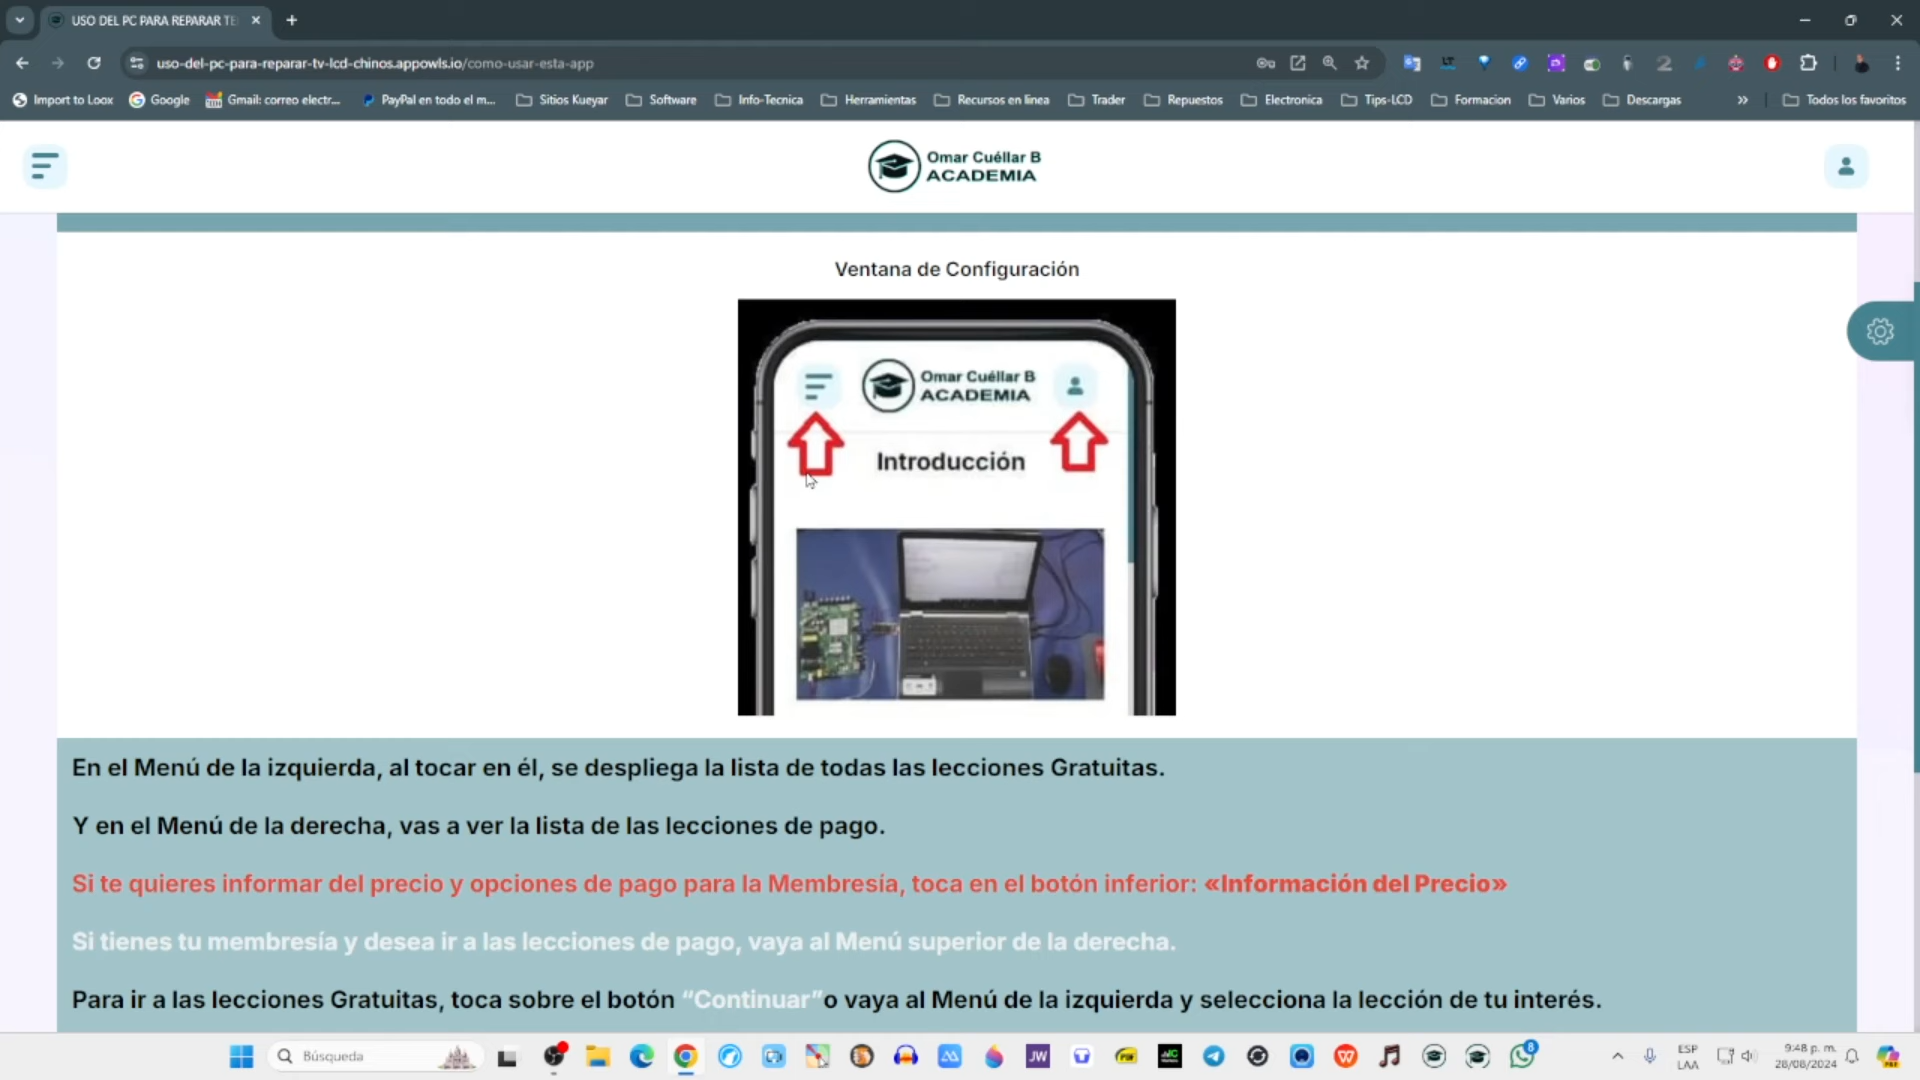 USO DEL PC PARA REPARAR TE
uso-del-pc-para-reparar-tv-lcd-chinos.appowls.io/como-usar-esta-app
Import to Loox
Google
Gmail: correo electr...
PayPal en todo el m...
Sitios Kueyar
Software
Info-Tecnica
Herramientas
Recursos en linea
Trader
Repuestos
Electronica
Tips-LCD
Formacion
Varios
Descargas
Todos los favoritos
Omar Cuéllar B
ACADEMIA
Ventana de Configuración
Omar Cuéllar B
ACADEMIA
Introducción
En el Menú de la izquierda, al tocar en él, se despliega la lista de todas las lecciones Gratuitas.
Y en el Menú de la derecha, vas a ver la lista de las lecciones de pago.
Si te quieres informar del precio y opciones de pago para la Membresía, toca en el botón inferior: «Información del Precio»
Si tienes tu membresía y desea ir a las lecciones de pago, vaya al Menú superior de la derecha.
Para ir a las lecciones Gratuitas, toca sobre el botón “Continuar”o vaya al Menú de la izquierda y selecciona la lección de tu interés.
Búsqueda
JW
8
ESP
LAA
9:48 p. m.
28/08/2024